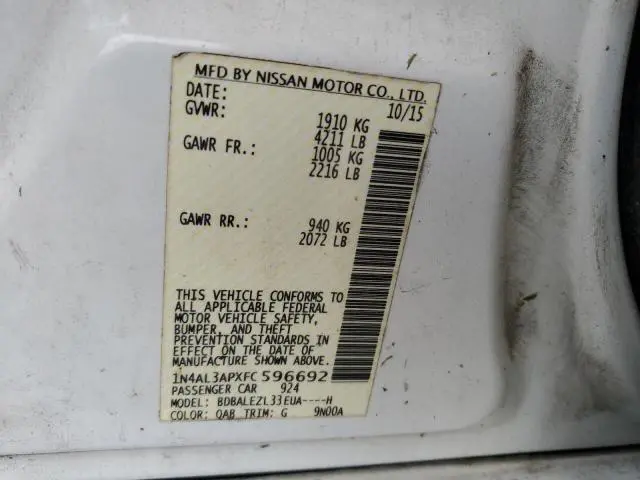 MFD BY NISSAN MOTOR CO., LTD.
DATE: 10/15
GVWR: 1910 KG
4211 LB
GAWR FR.: 1005 KG
2216 LB
GAWR RR.: 940 KG
2072 LB
THIS VEHICLE CONFORMS TO
ALL APPLICABLE FEDERAL
MOTOR VEHICLE SAFETY,
BUMPER, AND THEFT
PREVENTION STANDARDS IN
EFFECT ON THE DATE OF
MANUFACTURE SHOWN ABOVE.
1N4AL3APXFC596692
PASSENGER CAR 924
MODEL: BDBALEZL33EUA----H
COLOR: QAB TRIM: G 9N00A